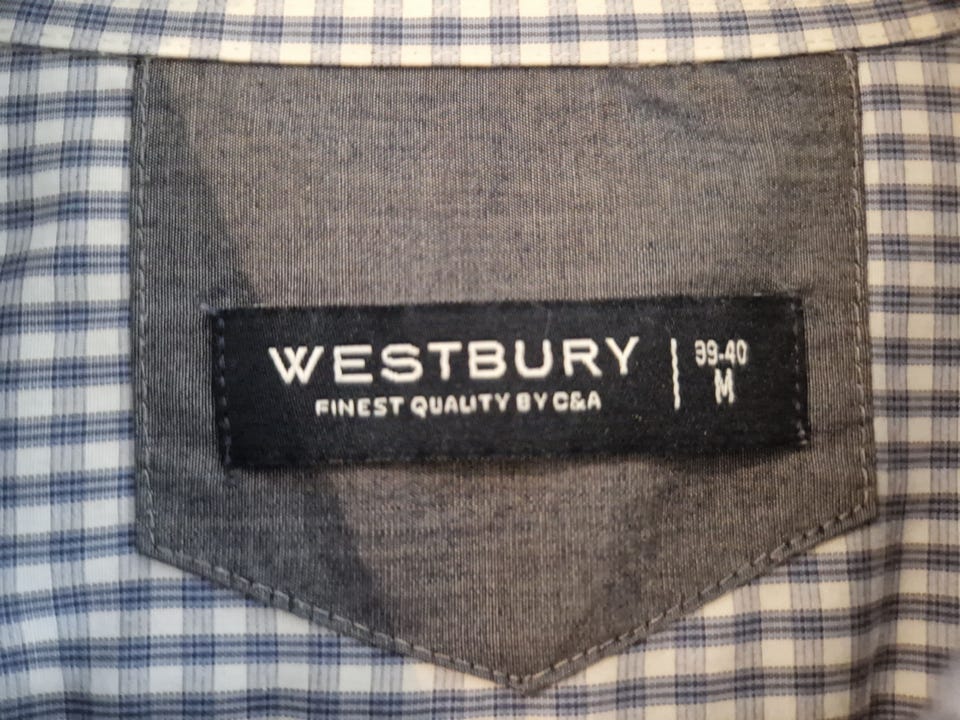 WESTBURY
FINEST QUALITY BY C&A
39-40
M